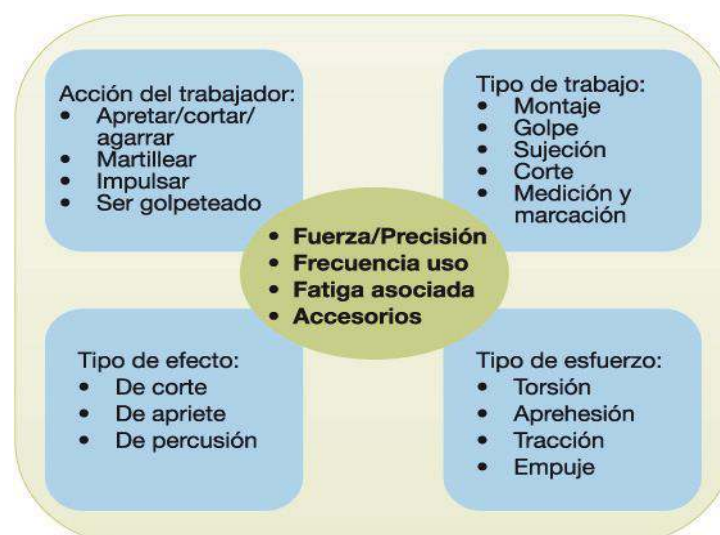 Acción del trabajador:
• Apretar/cortar/
agarrar
• Martillear
• Impulsar
• Ser golpeteado
Tipo de trabajo:
• Montaje
• Golpe
• Sujeción
• Corte
• Medición y
marcación
• Fuerza/Precisión
• Frecuencia uso
• Fatiga asociada
• Accesorios
Tipo de efecto:
• De corte
• De apriete
• De percusión
Tipo de esfuerzo:
• Torsión
• Aprehesión
• Tracción
• Empuje